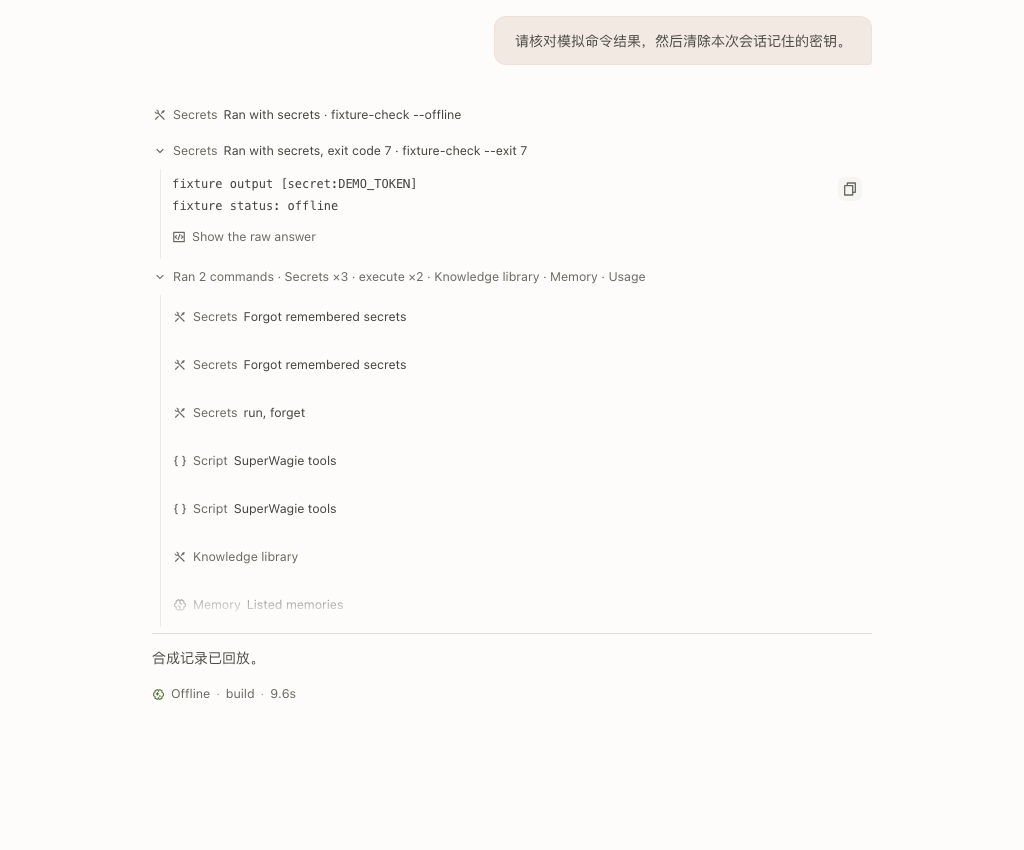 请核对模拟命令结果，然后清除本次会话记住的密钥。
Secrets Ran with secrets · fixture-check --offline
Secrets Ran with secrets, exit code 7 · fixture-check --exit 7
fixture output [secret:DEMO_TOKEN]
fixture status: offline
Show the raw answer
Ran 2 commands · Secrets ×3 · execute ×2 · Knowledge library · Memory · Usage
Secrets Forgot remembered secrets
Secrets Forgot remembered secrets
Secrets run, forget
Script SuperWagie tools
Script SuperWagie tools
Knowledge library
Memory Listed memories
合成记录已回放。
Offline · build · 9.6s